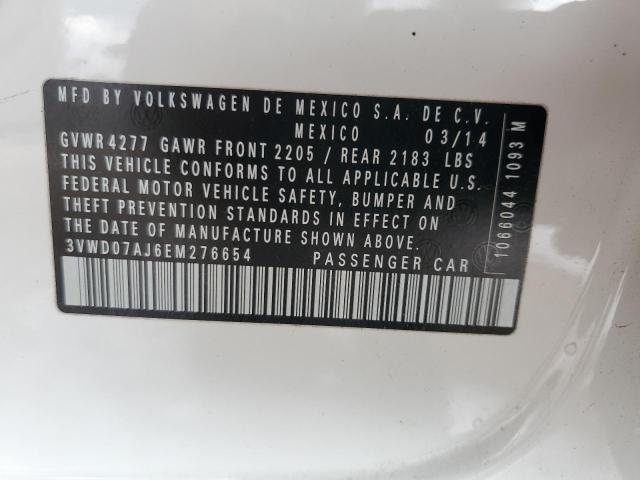 MFD BY VOLKSWAGEN DE MEXICO S.A. DE C.V.
MEXICO 03/14
GVWR 4277 GAWR FRONT 2205 / REAR 2183 LBS
THIS VEHICLE CONFORMS TO ALL APPLICABLE U.S.
FEDERAL MOTOR VEHICLE SAFETY, BUMPER AND
THEFT PREVENTION STANDARDS IN EFFECT ON
THE DATE OF MANUFACTURE SHOWN ABOVE.
3VWD07AJ6EM276654 PASSENGER CAR
1066044 1093 M